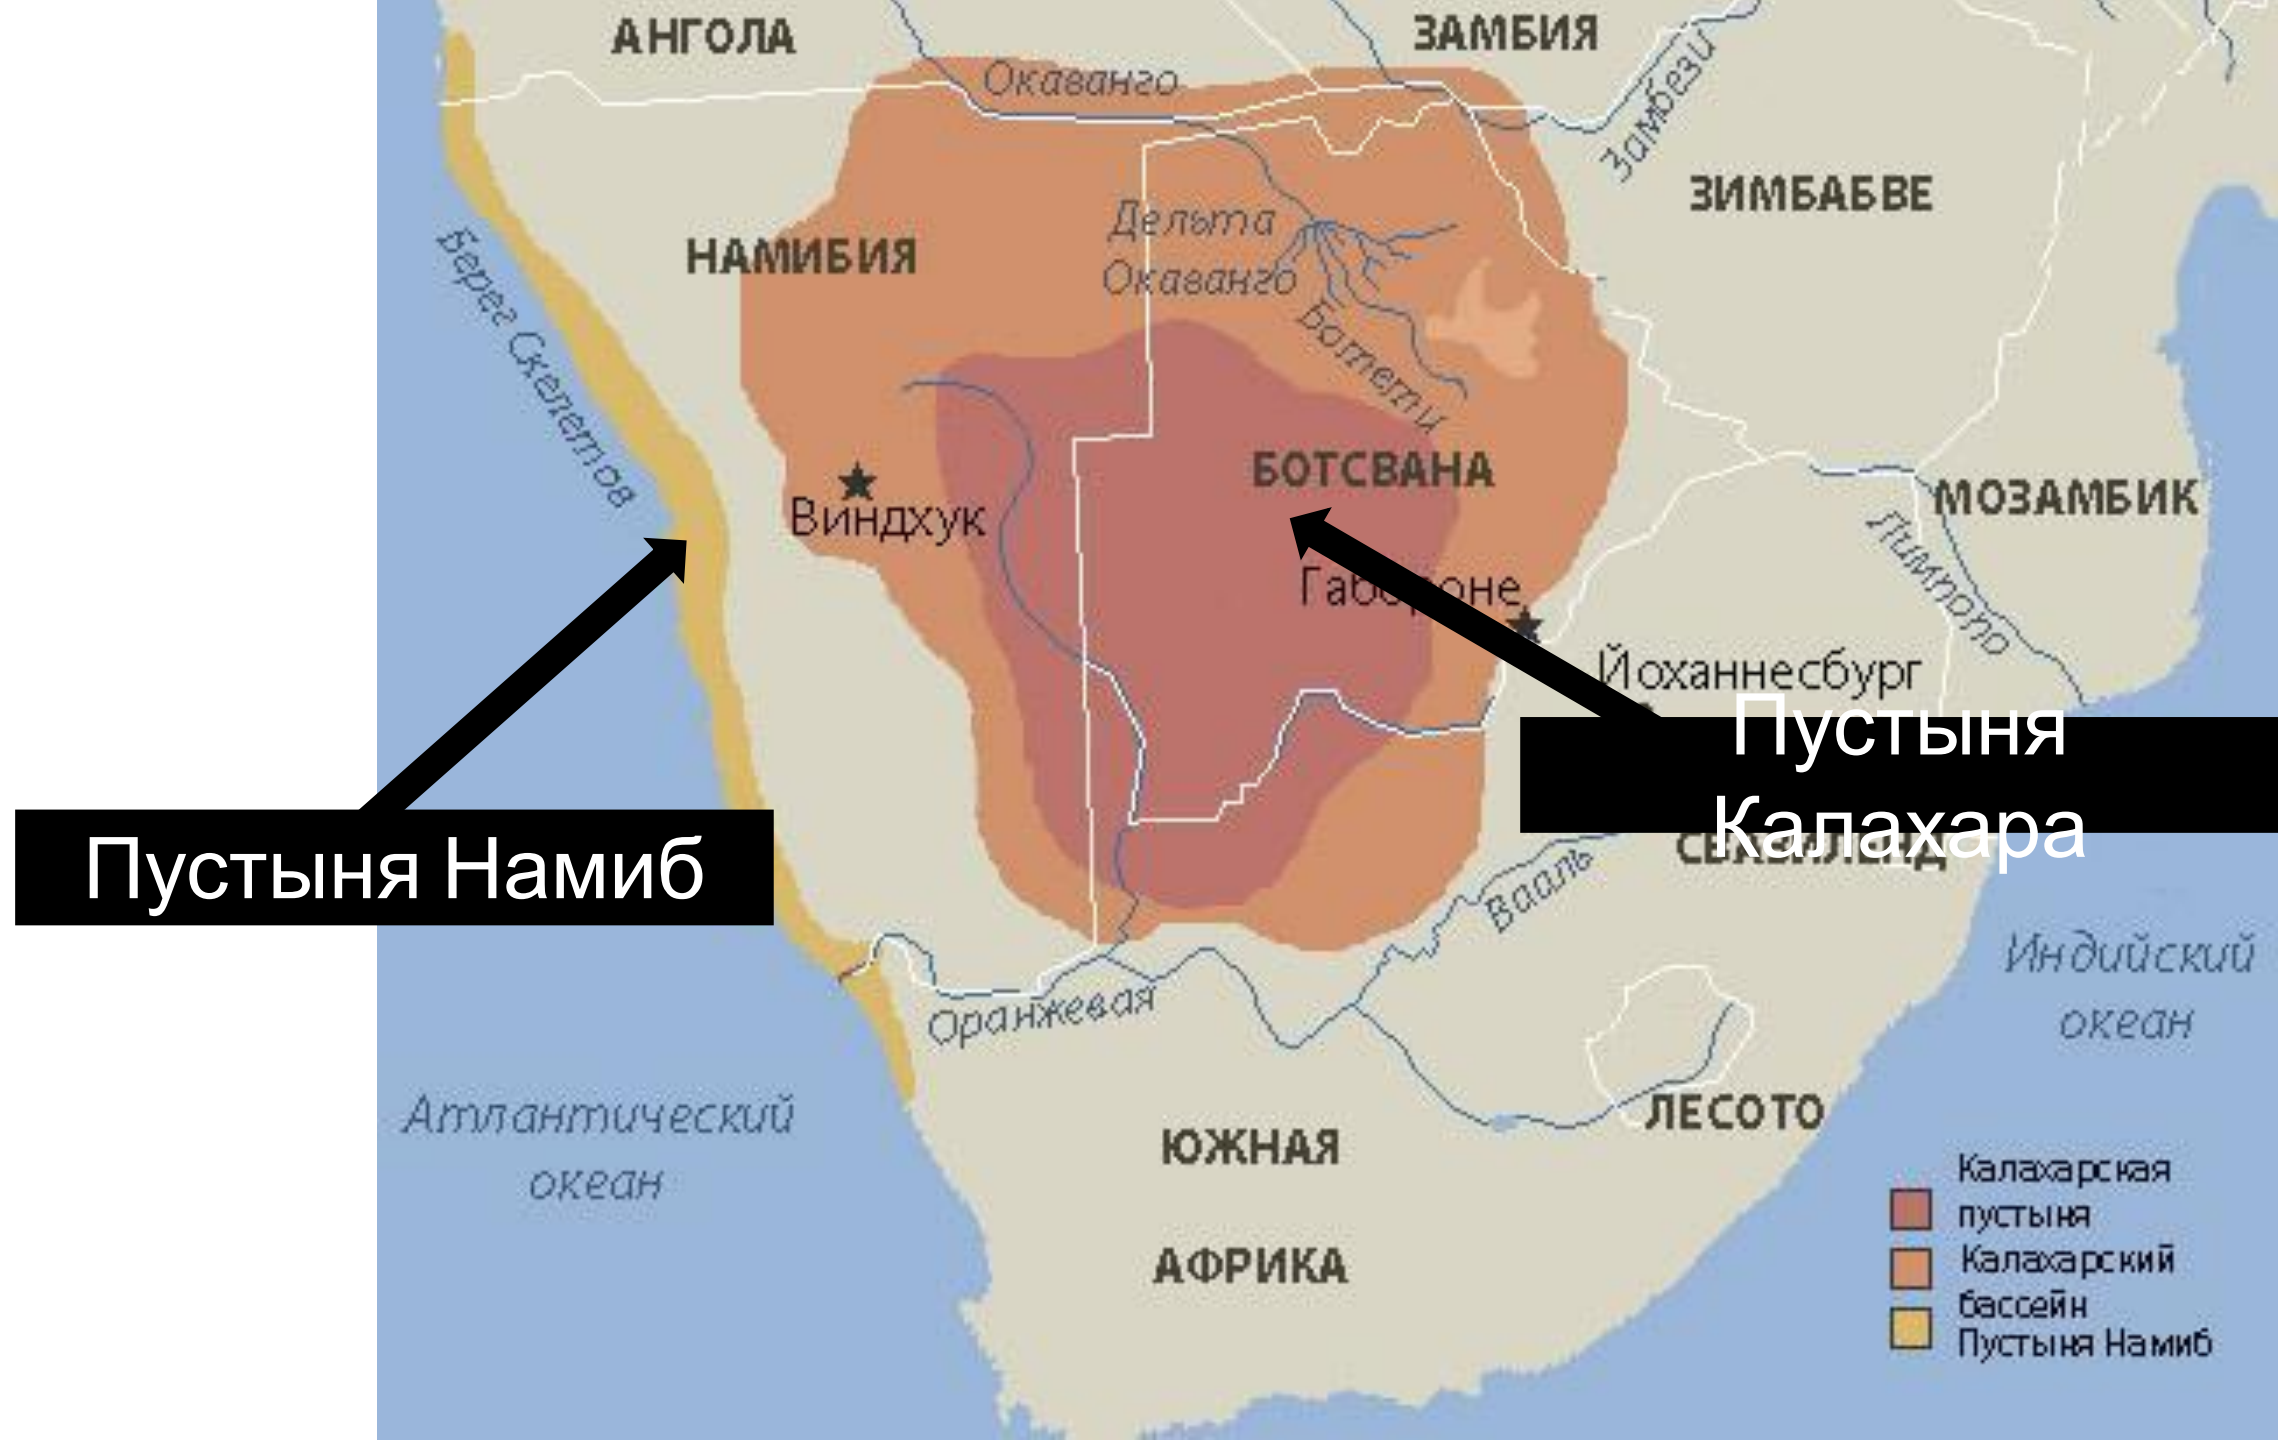 АНГОЛА
ЗАМБИЯ
Окаванго
Замбези
ЗИМБАБВЕ
Дельта
Окаванго
НАМИБИЯ
Берег Скелетов
Ботети
БОТСВАНА
МОЗАМБИК
Виндхук
Лимпопо
Йоханнесбург
Пустыня
Калахара
Пустыня Намиб
Вааль
Индийский
океан
Оранжевая
Атлантический
океан
ЛЕСОТО
ЮЖНАЯ
АФРИКА
Калахарская
пустыня
Калахарский
бассейн
Пустыня Намиб